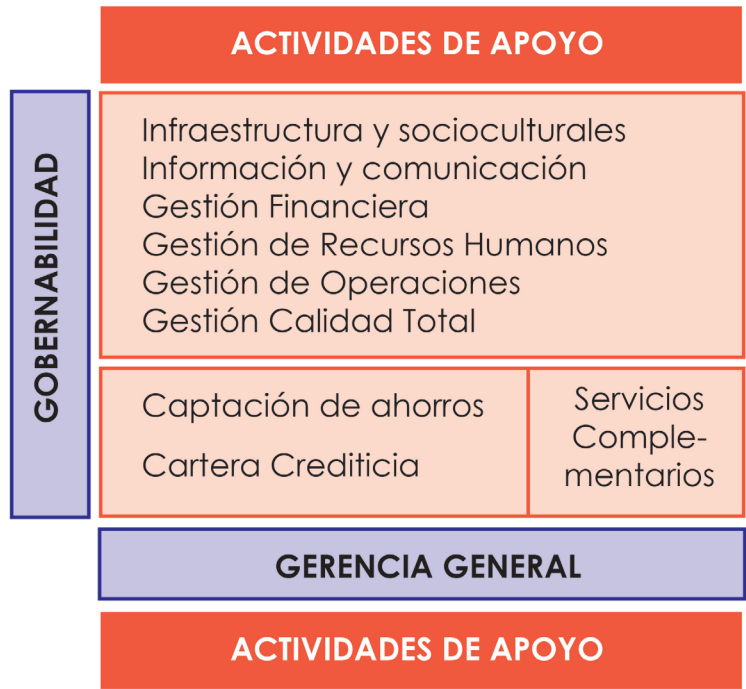 ACTIVIDADES DE APOYO
GOBERNABILIDAD
Infraestructura y socioculturales
Información y comunicación
Gestión Financiera
Gestión de Recursos Humanos
Gestión de Operaciones
Gestión Calidad Total
Captación de ahorros
Cartera Crediticia
Servicios
Comple-
mentarios
GERENCIA GENERAL
ACTIVIDADES DE APOYO